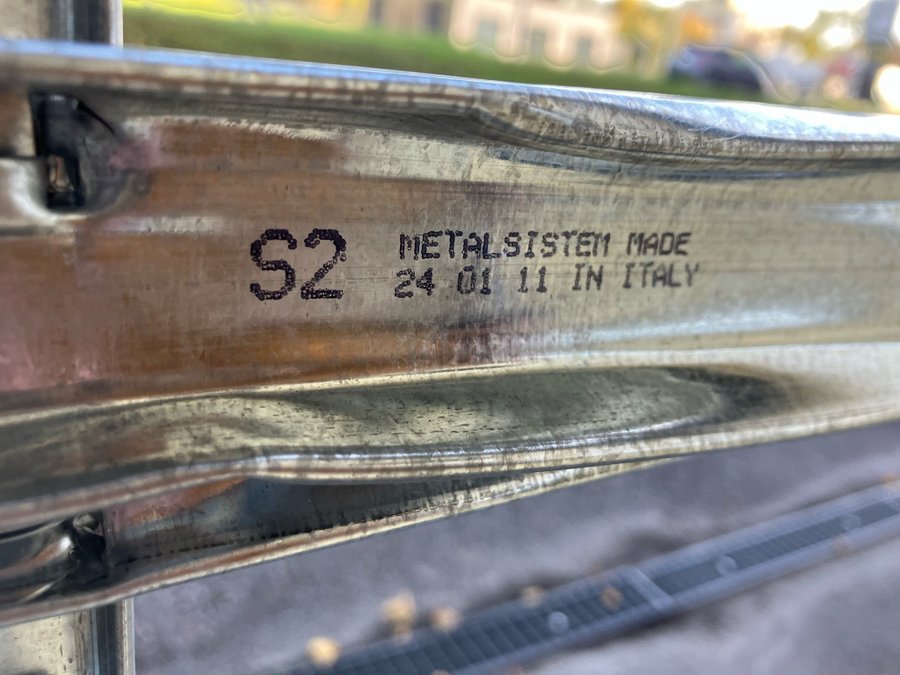 S2
METALSISTEM MADE
24 01 11 IN ITALY